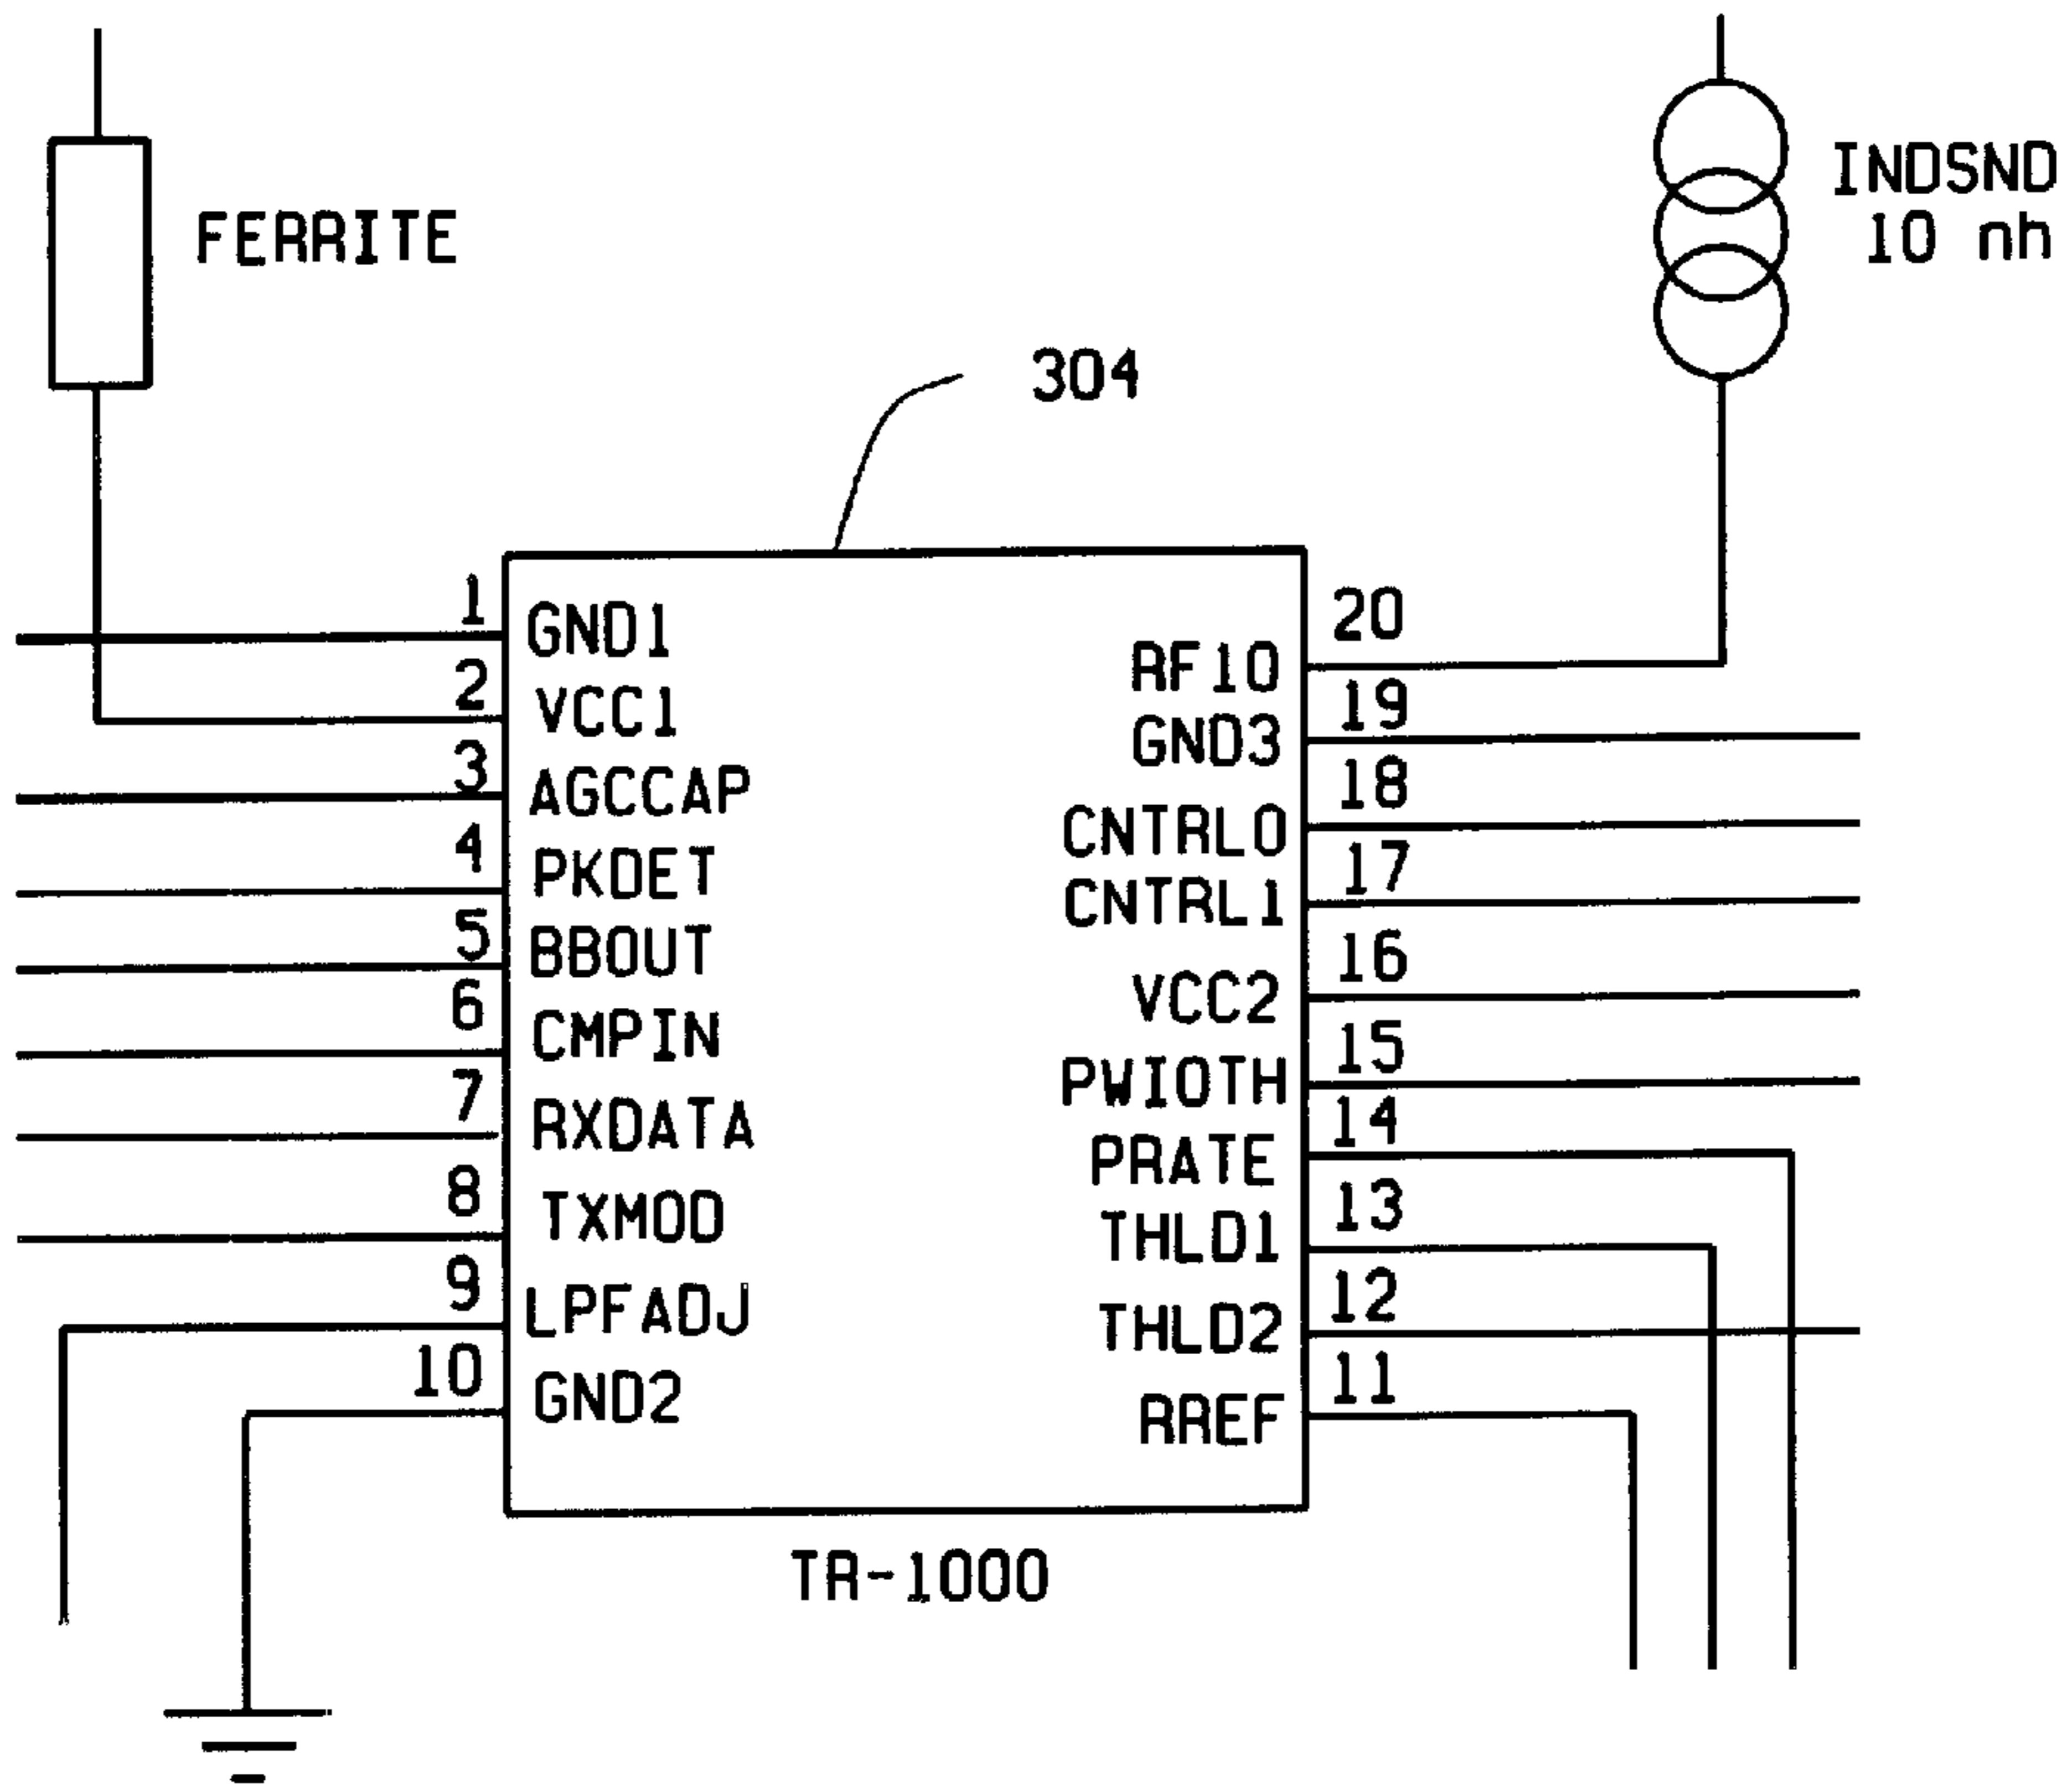 FERRITE
INDSND
10 nh
304
1 GND1
2 VCC1
3 AGCCAP
4 PKDET
5 BBOUT
6 CMPIN
7 RXDATA
8 TXMOD
9 LPFADJ
10 GND2
RFIO 20
GND3 19
CNTRL0 18
CNTRL1 17
VCC2 16
PWIDTH 15
PRATE 14
THLD1 13
THLD2 12
RREF 11
TR-1000